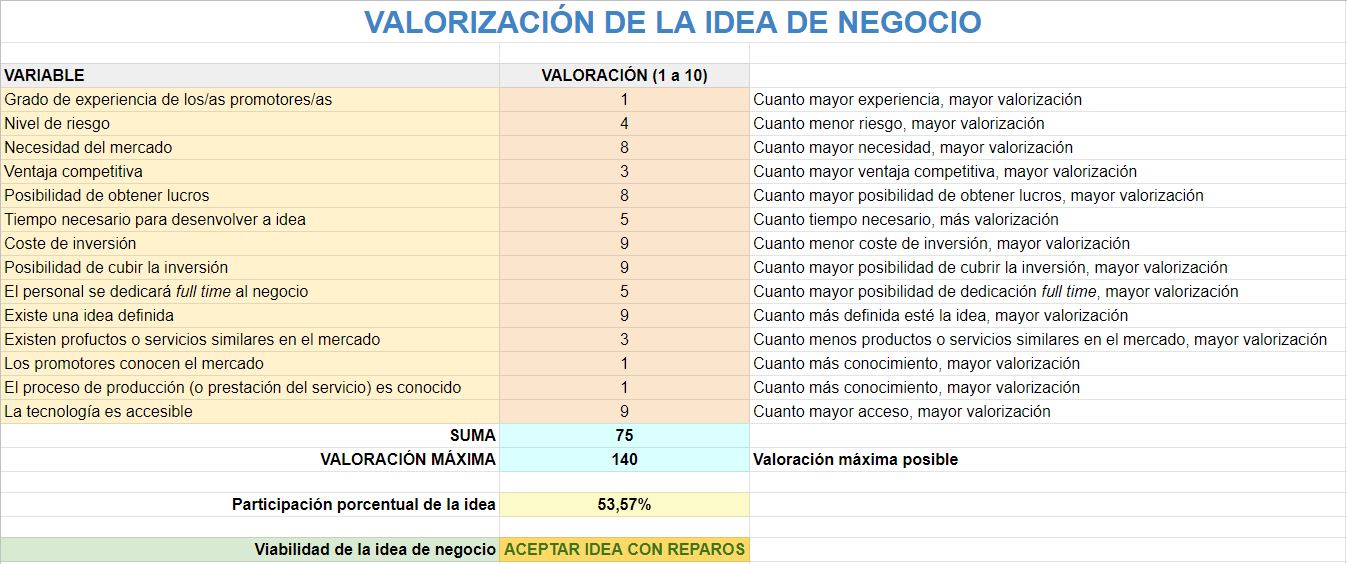 VALORIZACIÓN DE LA IDEA DE NEGOCIO
VARIABLE VALORACIÓN (1 a 10)
Grado de experiencia de los/as promotores/as 1 Cuanto mayor experiencia, mayor valorización
Nivel de riesgo 4 Cuanto menor riesgo, mayor valorización
Necesidad del mercado 8 Cuanto mayor necesidad, mayor valorización
Ventaja competitiva 3 Cuanto mayor ventaja competitiva, mayor valorización
Posibilidad de obtener lucros 8 Cuanto mayor posibilidad de obtener lucros, mayor valorización
Tiempo necesario para desenvolver a idea 5 Cuanto tiempo necesario, más valorización
Coste de inversión 9 Cuanto menor coste de inversión, mayor valorización
Posibilidad de cubir la inversión 9 Cuanto mayor posibilidad de cubrir la inversión, mayor valorización
El personal se dedicará full time al negocio 5 Cuanto mayor posibilidad de dedicación full time, mayor valorización
Existe una idea definida 9 Cuanto más definida esté la idea, mayor valorización
Existen profuctos o servicios similares en el mercado 3 Cuanto menos productos o servicios similares en el mercado, mayor valorización
Los promotores conocen el mercado 1 Cuanto más conocimiento, mayor valorización
El proceso de producción (o prestación del servicio) es conocido 1 Cuanto más conocimiento, mayor valorización
La tecnología es accesible 9 Cuanto mayor acceso, mayor valorización
SUMA 75
VALORACIÓN MÁXIMA 140 Valoración máxima posible
Participación porcentual de la idea 53,57%
Viabilidad de la idea de negocio ACEPTAR IDEA CON REPAROS